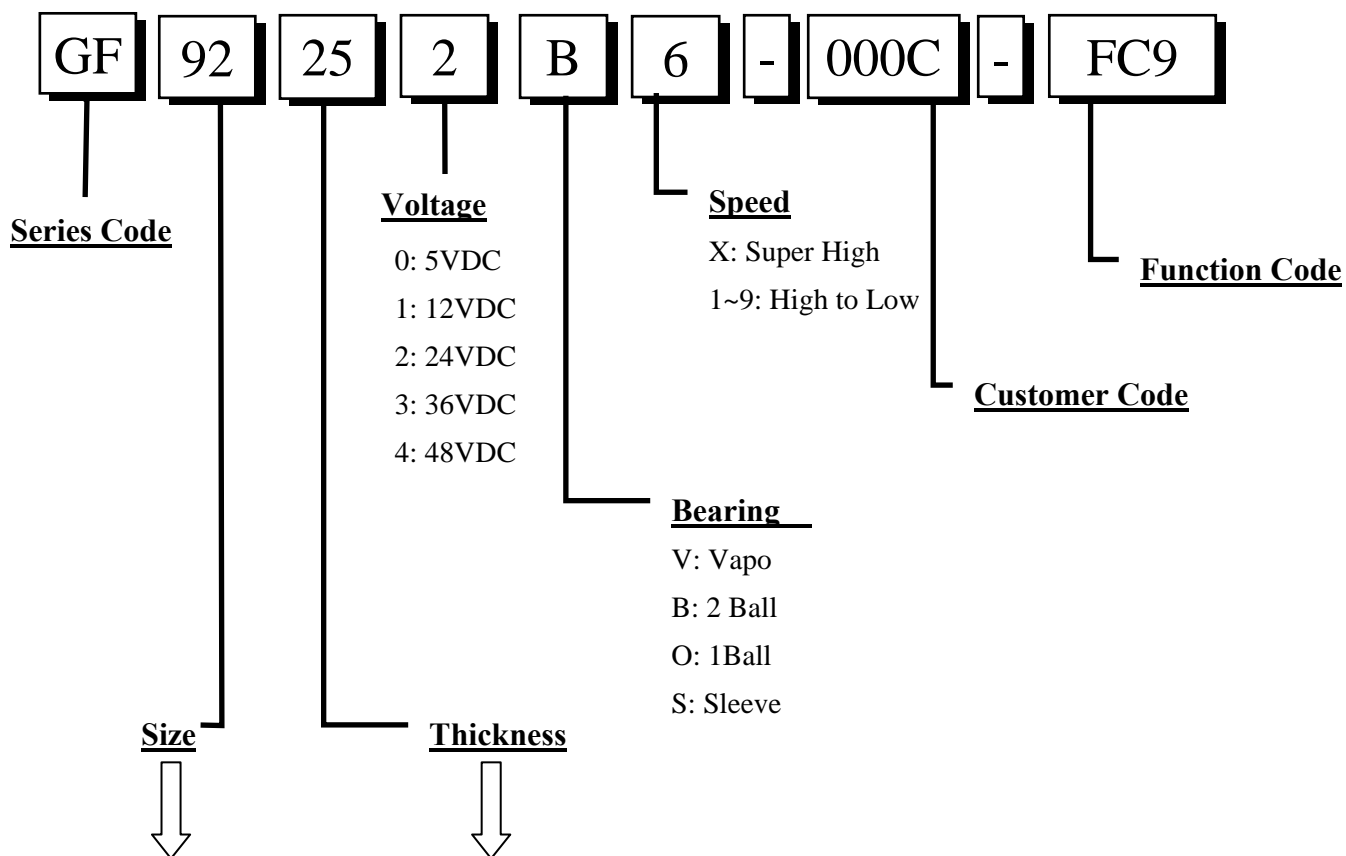 GF 92 25 2 B 6 - 000C - FC9
Series Code
Voltage
0: 5VDC
1: 12VDC
2: 24VDC
3: 36VDC
4: 48VDC
Speed
X: Super High
1~9: High to Low
Function Code
Customer Code
Bearing
V: Vapo
B: 2 Ball
O: 1Ball
S: Sleeve
Size
Thickness